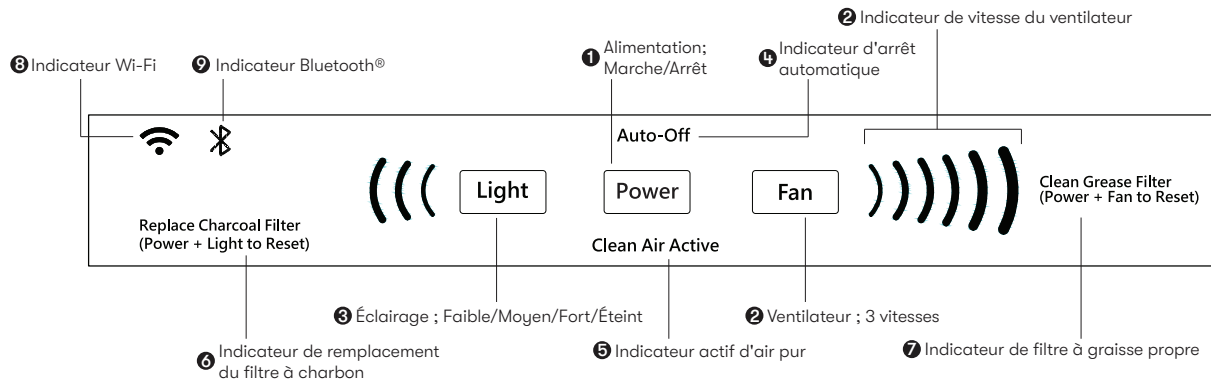 ❷ Indicateur de vitesse du ventilateur
❶ Alimentation;
Marche/Arrêt
❹ Indicateur d'arrêt
automatique
❽ Indicateur Wi-Fi
❾ Indicateur Bluetooth®
Auto-Off
Light
Power
Fan
Clean Grease Filter
(Power + Fan to Reset)
Replace Charcoal Filter
(Power + Light to Reset)
Clean Air Active
❸ Éclairage ; Faible/Moyen/Fort/Éteint
❷ Ventilateur ; 3 vitesses
❻ Indicateur de remplacement
du filtre à charbon
❺ Indicateur actif d'air pur
❼ Indicateur de filtre à graisse propre